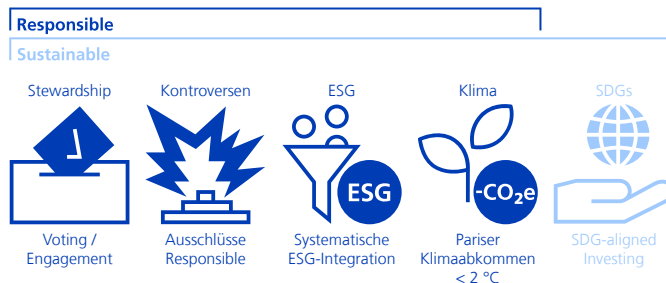 Responsible
Sustainable
Stewardship
Kontroversen
ESG
Klima
SDGs
ESG
-CO₂e
Voting /
Engagement
Ausschlüsse
Responsible
Systematische
ESG-Integration
Pariser
Klimaabkommen
< 2 °C
SDG-aligned
Investing